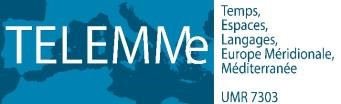 TELEMMe
Temps,
Espaces,
Langages,
Europe Méridionale,
Méditerranée
UMR 7303